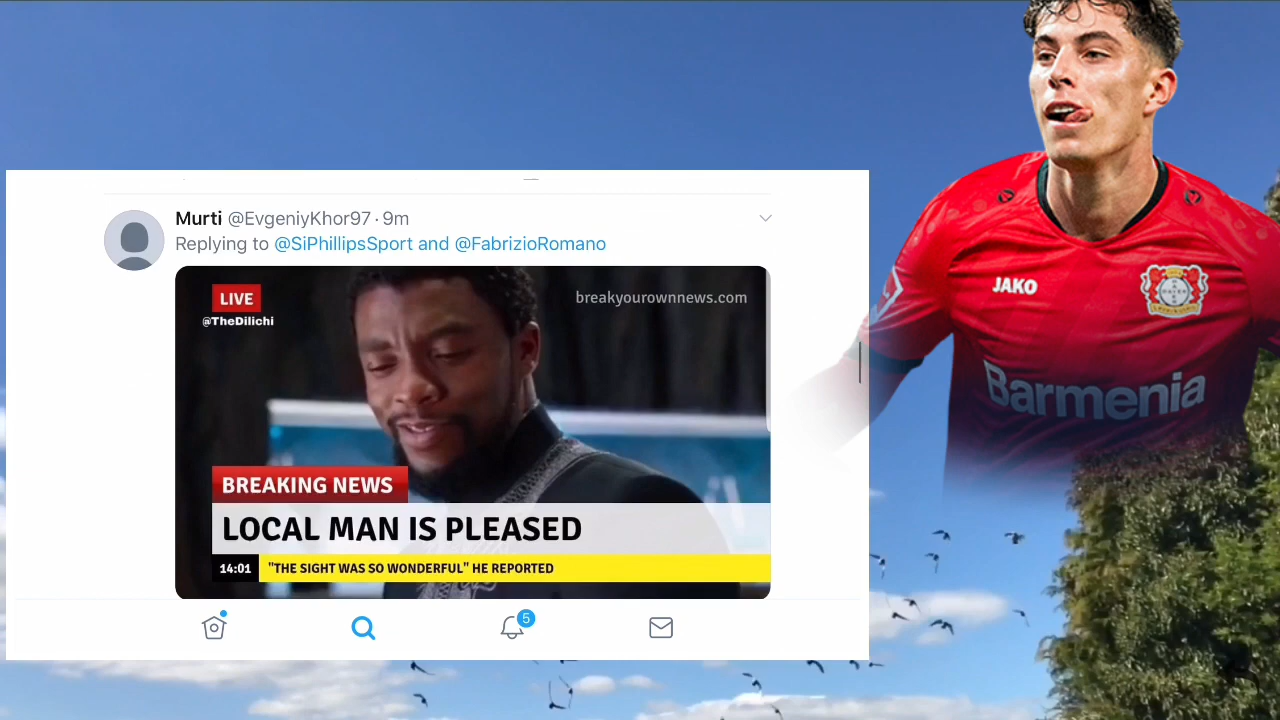 Murti @EvgeniyKhor97 · 9m
Replying to @SiPhillipsSport and @FabrizioRomano
LIVE
@TheDilichi
breakyourownnews.com
BREAKING NEWS
LOCAL MAN IS PLEASED
14:01 "THE SIGHT WAS SO WONDERFUL" HE REPORTED
5
JAKO
Barmenia